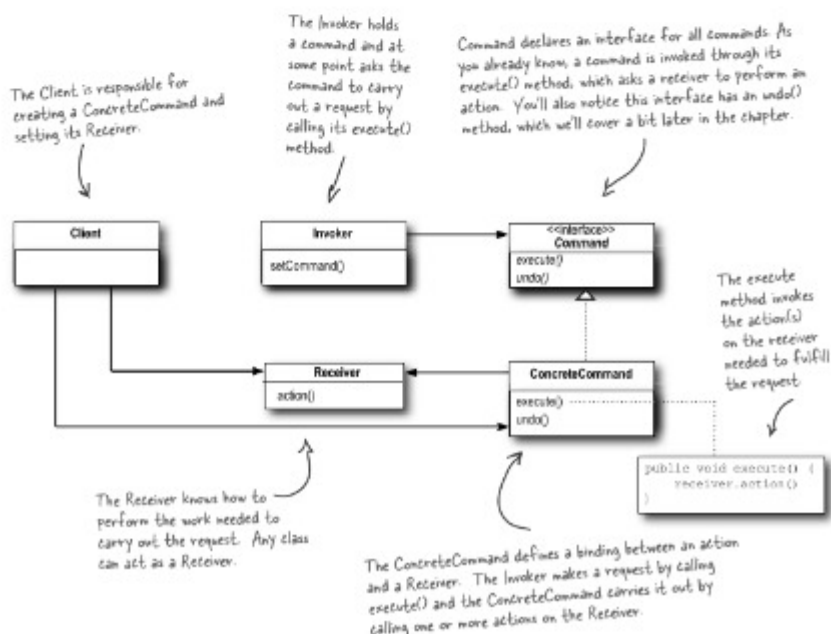 The Client is responsible for
creating a ConcreteCommand and
setting its Receiver.
The Invoker holds
a command and at
some point asks the
command to carry
out a request by
calling its execute()
method.
Command declares an interface for all commands. As
you already know, a command is invoked through its
execute() method, which asks a receiver to perform an
action. You'll also notice this interface has an undo()
method, which we'll cover a bit later in the chapter.
Client
Invoker
setCommand()
<<interface>>
Command
execute()
undo()
The execute
method invokes
the action(s)
on the receiver
needed to fulfill
the request
Receiver
action()
ConcreteCommand
execute()
undo()
public void execute() {
receiver.action()
}
The Receiver knows how to
perform the work needed to
carry out the request. Any class
can act as a Receiver.
The ConcreteCommand defines a binding between an action
and a Receiver. The Invoker makes a request by calling
execute() and the ConcreteCommand carries it out by
calling one or more actions on the Receiver.